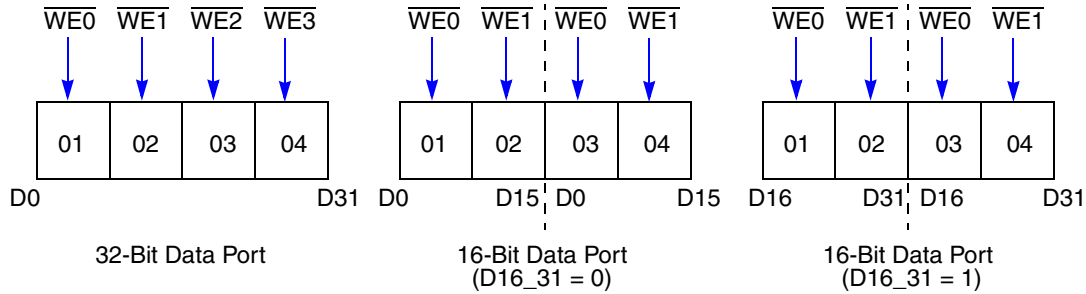 WE0 WE1 WE2 WE3 WE0 WE1 WE0 WE1 WE0 WE1 WE0 WE1
01 02 03 04 01 02 03 04 01 02 03 04
D0 D31 D0 D15 D0 D15 D16 D31 D16 D31
32-Bit Data Port 16-Bit Data Port 16-Bit Data Port
(D16_31 = 0) (D16_31 = 1)